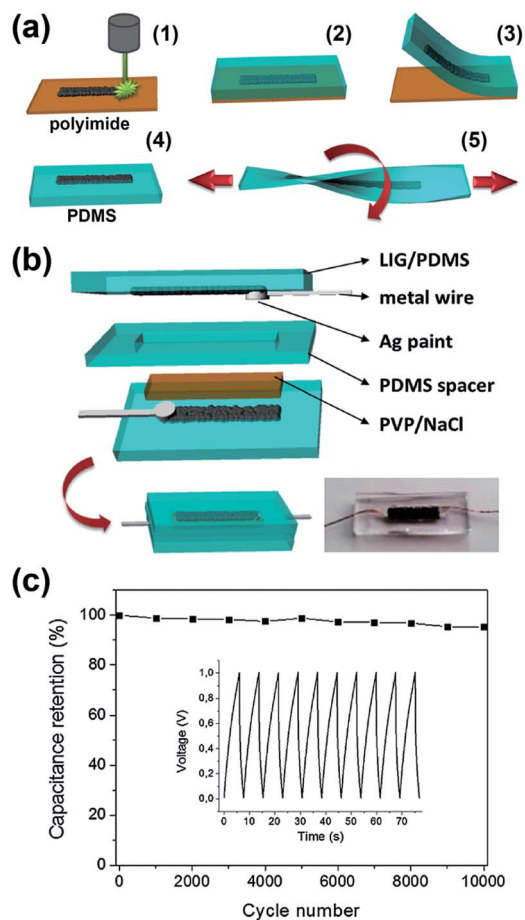 (a)
(1)
(2)
(3)
polyimide
(4)
(5)
PDMS
(b)
LIG/PDMS
metal wire
Ag paint
PDMS spacer
PVP/NaCl
(c)
Capacitance retention (%)
100
80
60
40
20
0
0 2000 4000 6000 8000 10000
Cycle number
Voltage (V)
1,0
0,8
0,6
0,4
0,2
0,0
0 10 20 30 40 50 60 70
Time (s)